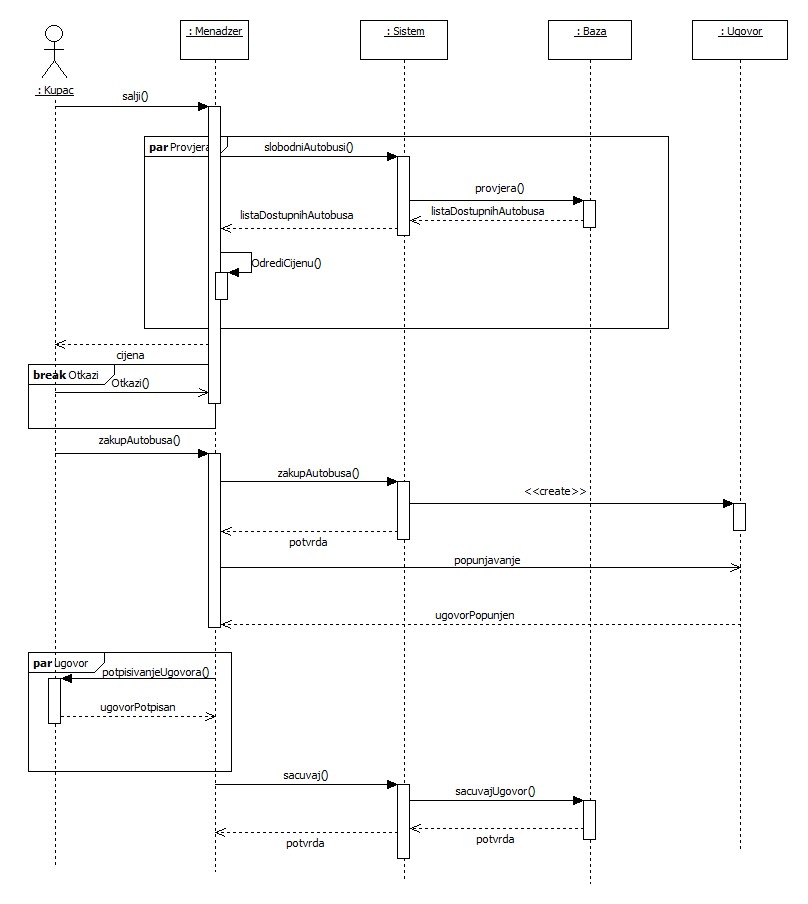 : Menadzer
: Sistem
: Baza
: Ugovor
: Kupac
salji()
par Provjera
slobodniAutobusi()
provjera()
listaDostupnihAutobusa
listaDostupnihAutobusa
OdrediCijenu()
cijena
break Otkazi
Otkazi()
zakupAutobusa()
zakupAutobusa()
<<create>>
potvrda
popunjavanje
ugovorPopunjen
par ugovor
potpisivanjeUgovora()
ugovorPotpisan
sacuvaj()
sacuvajUgovor()
potvrda
potvrda